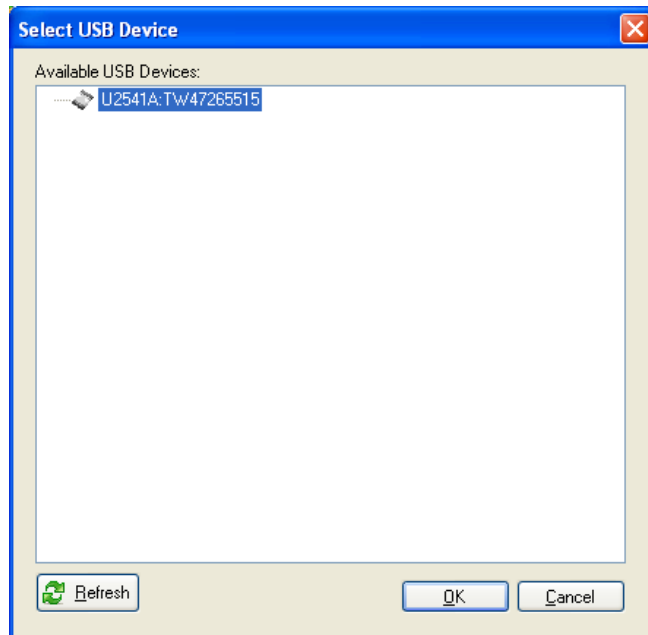 Select USB Device
Available USB Devices:
U2541A:TW47265515
Refresh
OK
Cancel